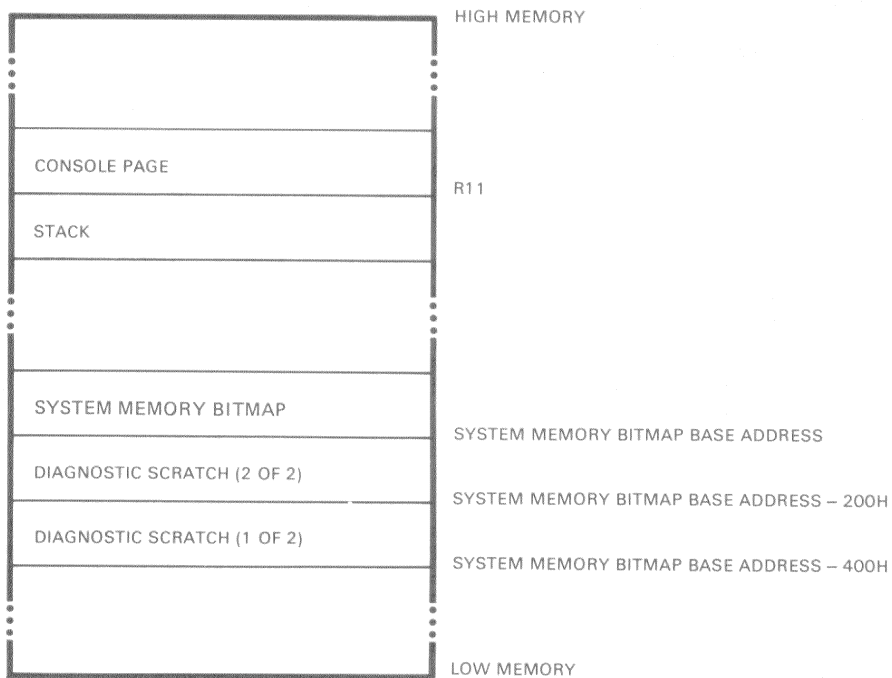 HIGH MEMORY
CONSOLE PAGE
R11
STACK
SYSTEM MEMORY BITMAP
SYSTEM MEMORY BITMAP BASE ADDRESS
DIAGNOSTIC SCRATCH (2 OF 2)
SYSTEM MEMORY BITMAP BASE ADDRESS – 200H
DIAGNOSTIC SCRATCH (1 OF 2)
SYSTEM MEMORY BITMAP BASE ADDRESS – 400H
LOW MEMORY